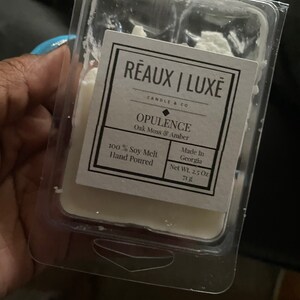 RĒAUX | LUXĒ
CANDLE & CO
OPULENCE
Oak Moss & Amber
100 % Soy Melt
Hand Poured
Made in
Georgia
Net Wt. 2.5 Oz
71 g